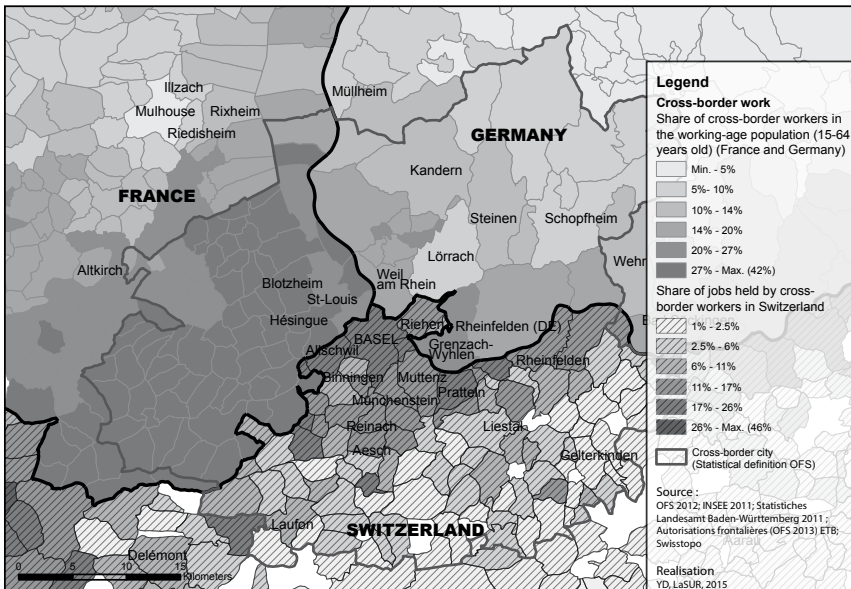 Illzach
Mulhouse
Rixheim
Riedisheim
Müllheim
GERMANY
Kandern
FRANCE
Steinen
Schopfheim
Lörrach
Wehr
Altkirch
Weil
am Rhein
Blotzheim
St-Louis
Hésingue
Riehen
Rheinfelden (DE)
BASEL
Grenzach-
Wyhlen
Allschwil
Rheinfelden
Binningen
Muttenz
Pratteln
Münchenstein
Reinach
Liestal
Aesch
Gelterkinden
Laufon
SWITZERLAND
Delémont
0 5 10 15
Kilometers
Legend
Cross-border work
Share of cross-border workers in
the working-age population (15-64
years old) (France and Germany)
Min. - 5%
5%- 10%
10% - 14%
14% - 20%
20% - 27%
27% - Max. (42%)
Share of jobs held by cross-
border workers in Switzerland
1% - 2.5%
2.5% - 6%
6% - 11%
11% - 17%
17% - 26%
26% - Max. (46%)
Cross-border city
(Statistical definition OFS)
Source :
OFS 2012; INSEE 2011; Statistiches
Landesamt Baden-Württemberg 2011 ;
Autorisations frontalières (OFS 2013) ETB;
Swisstopo
Realisation
YD, LaSUR, 2015